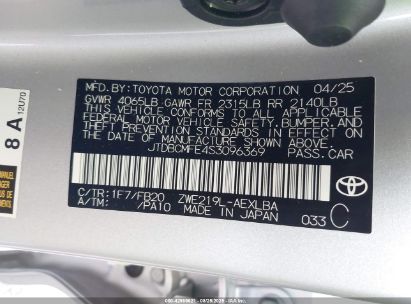 MFD.BY:TOYOTA MOTOR CORPORATION 04/25
GVWR 4065LB GAWR FR 2315LB RR 2140LB
THIS VEHICLE CONFORMS TO ALL APPLICABLE
FEDERAL MOTOR VEHICLE SAFETY,BUMPER,AND
THEFT PREVENTION STANDARDS IN EFFECT ON
THE DATE OF MANUFACTURE SHOWN ABOVE.
JTDBCMFE4S3096369 PASS.CAR
C/TR:1F7/FB20 ZWE219L-AEXLBA
A/TM: /PA10 MADE IN JAPAN 033 C
TOYOTA
8 A
12U70